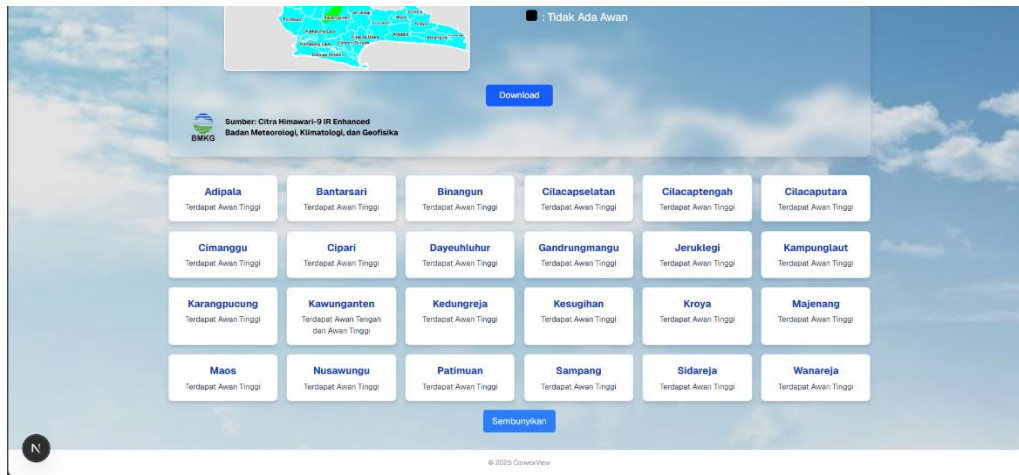 : Tidak Ada Awan
Download
Sumber: Citra Himawari-9 IR Enhanced
Badan Meteorologi, Klimatologi, dan Geofisika
BMKG
Adipala
Terdapat Awan Tinggi
Bantarsari
Terdapat Awan Tinggi
Binangun
Terdapat Awan Tinggi
Cilacapselatan
Terdapat Awan Tinggi
Cilacaptengah
Terdapat Awan Tinggi
Cilacaputara
Terdapat Awan Tinggi
Cimanggu
Terdapat Awan Tinggi
Cipari
Terdapat Awan Tinggi
Dayeuhluhur
Terdapat Awan Tinggi
Gandrungmangu
Terdapat Awan Tinggi
Jeruklegi
Terdapat Awan Tinggi
Kampunglaut
Terdapat Awan Tinggi
Karangpucung
Terdapat Awan Tinggi
Kawunganten
Terdapat Awan Tengah
dan Awan Tinggi
Kedungreja
Terdapat Awan Tinggi
Kesugihan
Terdapat Awan Tinggi
Kroya
Terdapat Awan Tinggi
Majenang
Terdapat Awan Tinggi
Maos
Terdapat Awan Tinggi
Nusawungu
Terdapat Awan Tinggi
Patimuan
Terdapat Awan Tinggi
Sampang
Terdapat Awan Tinggi
Sidareja
Terdapat Awan Tinggi
Wanareja
Terdapat Awan Tinggi
Sembunyikan
N
© 2025 ConvexView